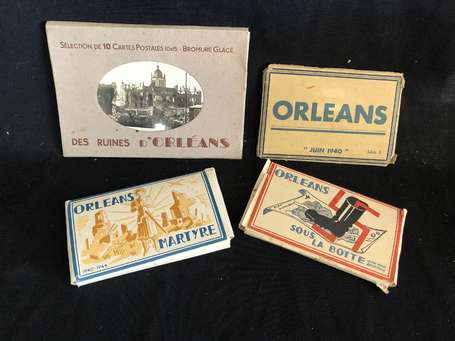 SÉLECTION DE 10 CARTES POSTALES 10x15 - BROMURE GLACÉ
DES RUINES D'ORLÉANS
ORLEANS
"JUIN 1940"
ORLEANS
MARTYRE
1940-1944
ORLEANS
SOUS
LA BOTTE